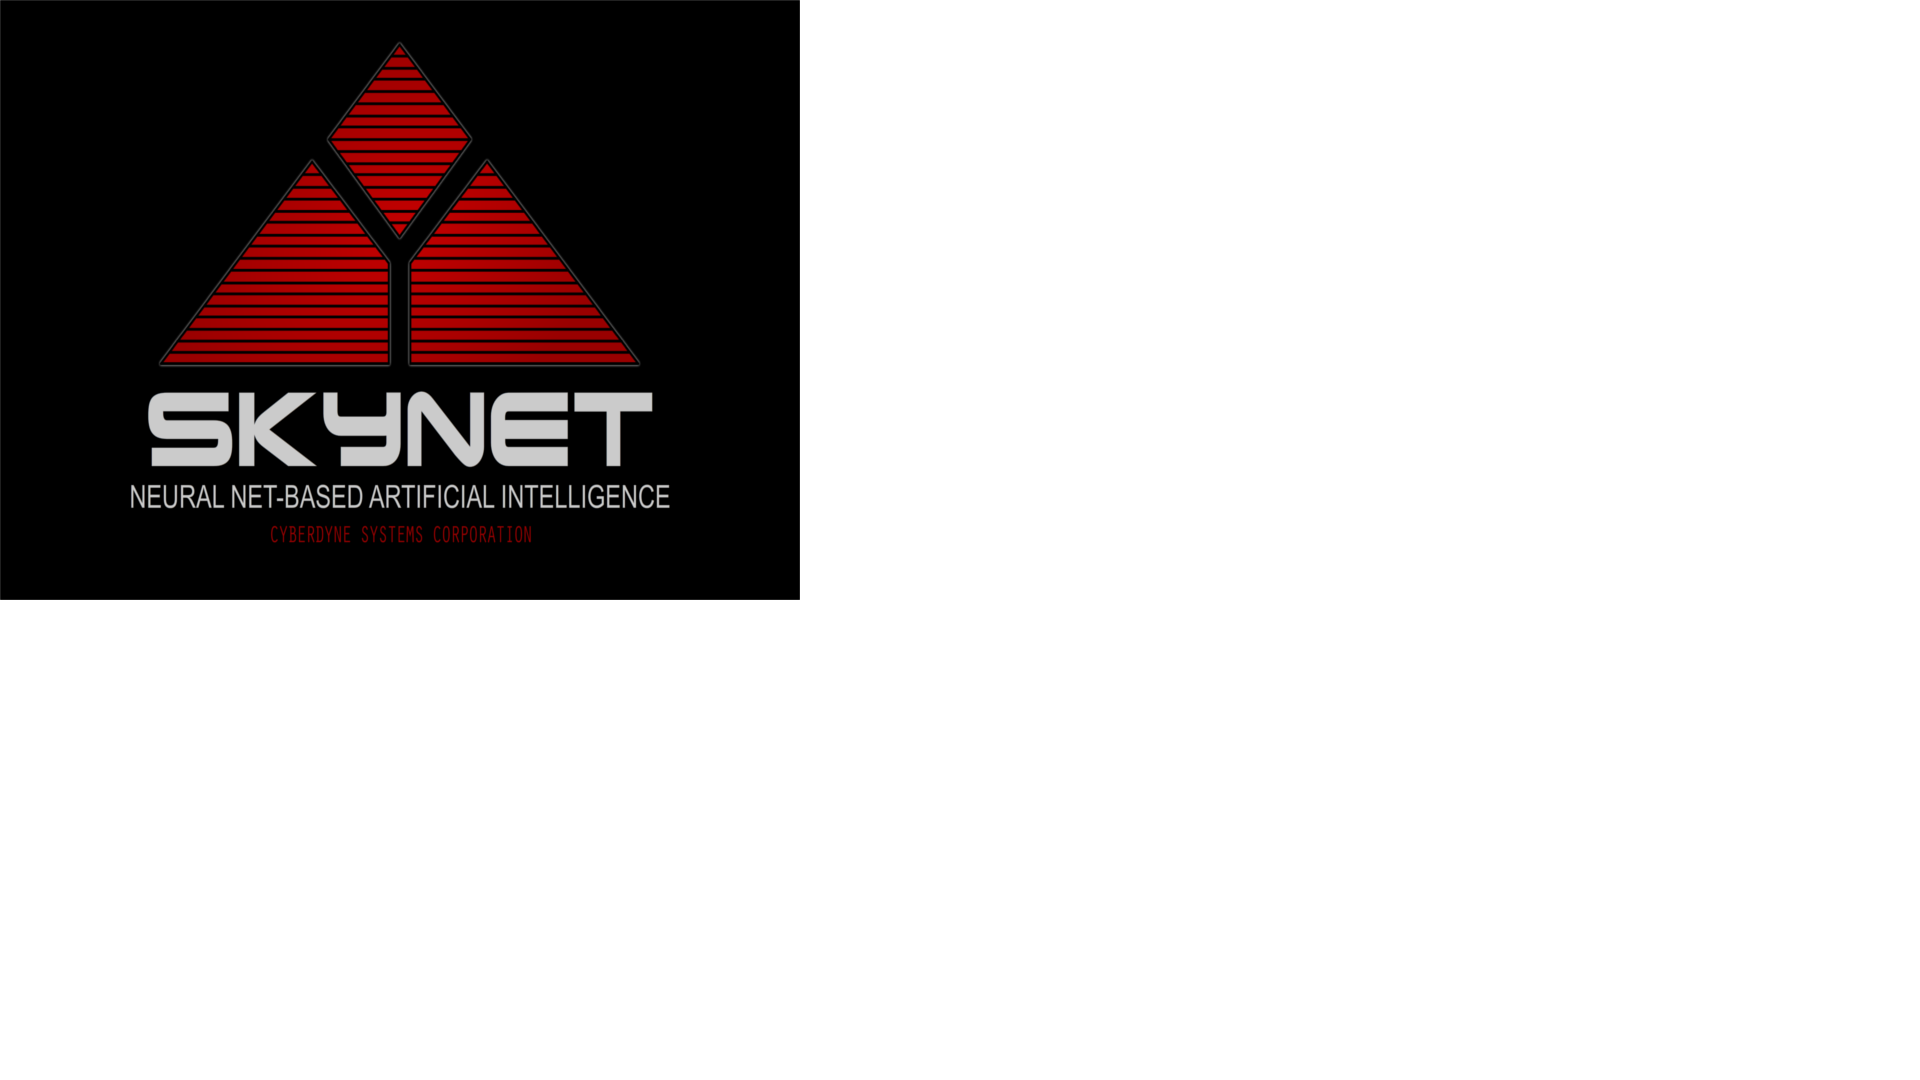 SKYNET
NEURAL NET-BASED ARTIFICIAL INTELLIGENCE
CYBERDYNE SYSTEMS CORPORATION